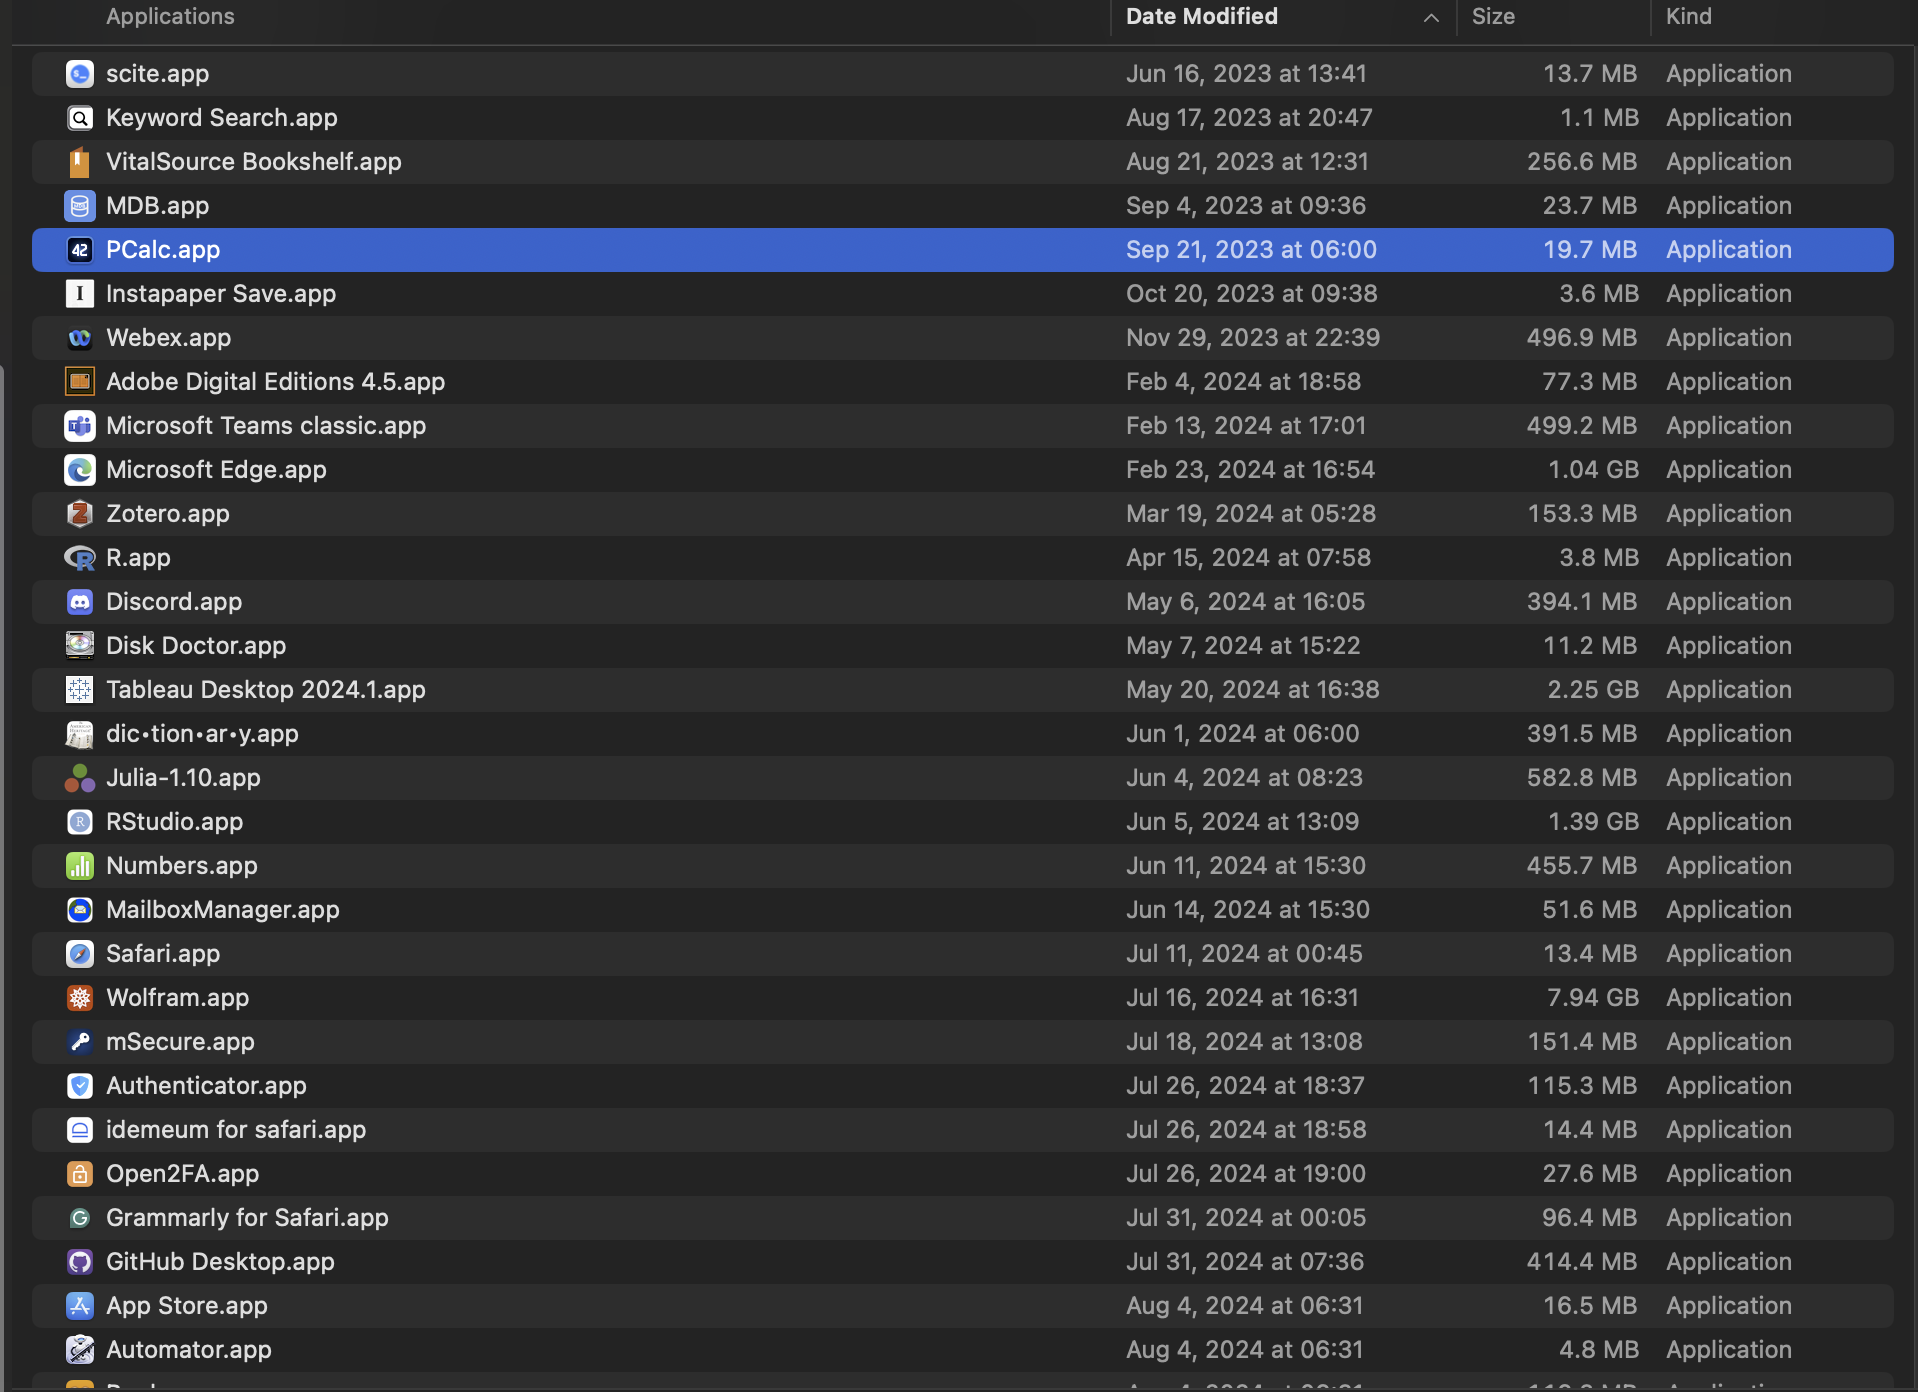 Applications Date Modified Size Kind
scite.app Jun 16, 2023 at 13:41 13.7 MB Application
Keyword Search.app Aug 17, 2023 at 20:47 1.1 MB Application
VitalSource Bookshelf.app Aug 21, 2023 at 12:31 256.6 MB Application
MDB.app Sep 4, 2023 at 09:36 23.7 MB Application
42 PCalc.app Sep 21, 2023 at 06:00 19.7 MB Application
Instapaper Save.app Oct 20, 2023 at 09:38 3.6 MB Application
Webex.app Nov 29, 2023 at 22:39 496.9 MB Application
Adobe Digital Editions 4.5.app Feb 4, 2024 at 18:58 77.3 MB Application
Microsoft Teams classic.app Feb 13, 2024 at 17:01 499.2 MB Application
Microsoft Edge.app Feb 23, 2024 at 16:54 1.04 GB Application
Zotero.app Mar 19, 2024 at 05:28 153.3 MB Application
R.app Apr 15, 2024 at 07:58 3.8 MB Application
Discord.app May 6, 2024 at 16:05 394.1 MB Application
Disk Doctor.app May 7, 2024 at 15:22 11.2 MB Application
Tableau Desktop 2024.1.app May 20, 2024 at 16:38 2.25 GB Application
dic•tion•ar•y.app Jun 1, 2024 at 06:00 391.5 MB Application
Julia-1.10.app Jun 4, 2024 at 08:23 582.8 MB Application
RStudio.app Jun 5, 2024 at 13:09 1.39 GB Application
Numbers.app Jun 11, 2024 at 15:30 455.7 MB Application
MailboxManager.app Jun 14, 2024 at 15:30 51.6 MB Application
Safari.app Jul 11, 2024 at 00:45 13.4 MB Application
Wolfram.app Jul 16, 2024 at 16:31 7.94 GB Application
mSecure.app Jul 18, 2024 at 13:08 151.4 MB Application
Authenticator.app Jul 26, 2024 at 18:37 115.3 MB Application
idemeum for safari.app Jul 26, 2024 at 18:58 14.4 MB Application
Open2FA.app Jul 26, 2024 at 19:00 27.6 MB Application
Grammarly for Safari.app Jul 31, 2024 at 00:05 96.4 MB Application
GitHub Desktop.app Jul 31, 2024 at 07:36 414.4 MB Application
App Store.app Aug 4, 2024 at 06:31 16.5 MB Application
Automator.app Aug 4, 2024 at 06:31 4.8 MB Application